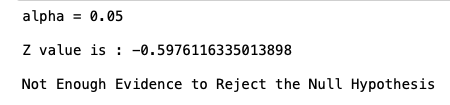 alpha = 0.05
Z value is : -0.5976116335013898
Not Enough Evidence to Reject the Null Hypothesis